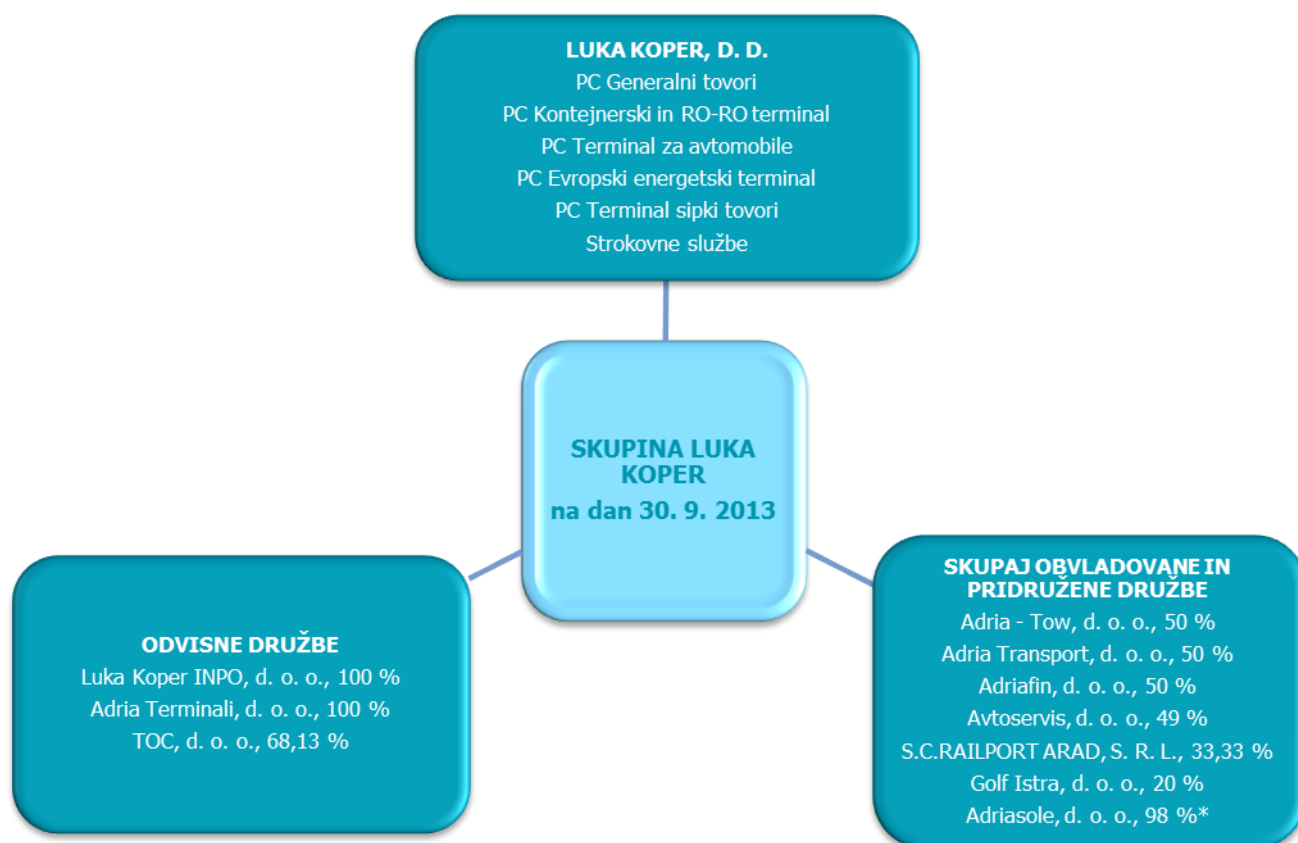 LUKA KOPER, D. D.
PC Generalni tovori
PC Kontejnerski in RO-RO terminal
PC Terminal za avtomobile
PC Evropski energetski terminal
PC Terminal sipki tovori
Strokovne službe
SKUPINA LUKA
KOPER
na dan 30. 9. 2013
ODVISNE DRUŽBE
Luka Koper INPO, d. o. o., 100 %
Adria Terminali, d. o. o., 100 %
TOC, d. o. o., 68,13 %
SKUPAJ OBVLADOVANE IN
PRIDRUŽENE DRUŽBE
Adria - Tow, d. o. o., 50 %
Adria Transport, d. o. o., 50 %
Adriafin, d. o. o., 50 %
Avtoservis, d. o. o., 49 %
S.C.RAILPORT ARAD, S. R. L., 33,33 %
Golf Istra, d. o. o., 20 %
Adriasole, d. o. o., 98 %*